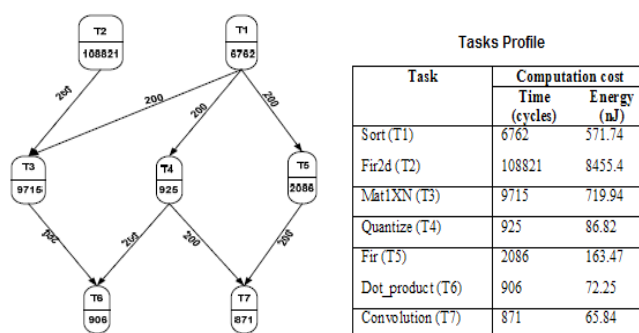 T2
108821
T1
6762
200
200
200
200
T3
9715
T4
925
T5
2086
200
200
200
200
T6
906
T7
871
Tasks Profile
Task Computation cost
Time (cycles) Energy (nJ)
Sort (T1) 6762 571.74
Fir2d (T2) 108821 8455.4
Mat1XN (T3) 9715 719.94
Quantize (T4) 925 86.82
Fir (T5) 2086 163.47
Dot_product (T6) 906 72.25
Convolution (T7) 871 65.84